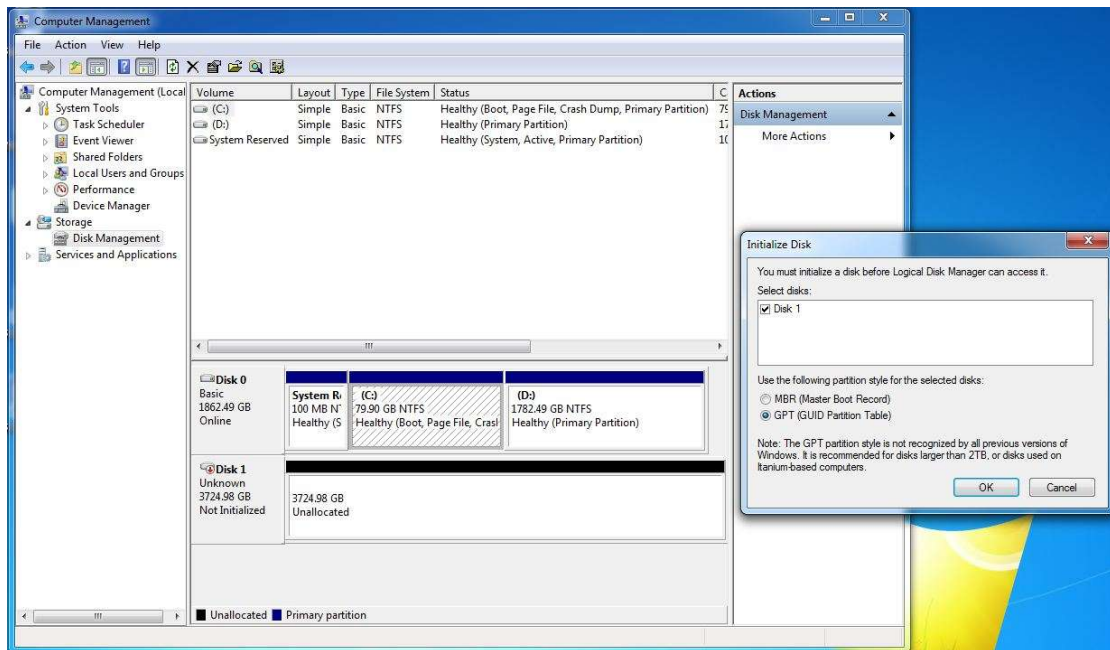 Computer Management
File Action View Help
Computer Management (Local
System Tools
Task Scheduler
Event Viewer
Shared Folders
Local Users and Groups
Performance
Device Manager
Storage
Disk Management
Services and Applications
Volume Layout Type File System Status C
(C:) Simple Basic NTFS Healthy (Boot, Page File, Crash Dump, Primary Partition) 79
(D:) Simple Basic NTFS Healthy (Primary Partition) 17
System Reserved Simple Basic NTFS Healthy (System, Active, Primary Partition) 10
Disk 0
Basic
1862.49 GB
Online
System R
100 MB N
Healthy (S
(C:)
79.90 GB NTFS
Healthy (Boot, Page File, Crash
(D:)
1782.49 GB NTFS
Healthy (Primary Partition)
Disk 1
Unknown
3724.98 GB
Not Initialized
3724.98 GB
Unallocated
Unallocated Primary partition
Actions
Disk Management
More Actions
Initialize Disk
You must initialize a disk before Logical Disk Manager can access it.
Select disks:
Disk 1
Use the following partition style for the selected disks:
MBR (Master Boot Record)
GPT (GUID Partition Table)
Note: The GPT partition style is not recognized by all previous versions of
Windows. It is recommended for disks larger than 2TB, or disks used on
Itanium-based computers.
OK Cancel